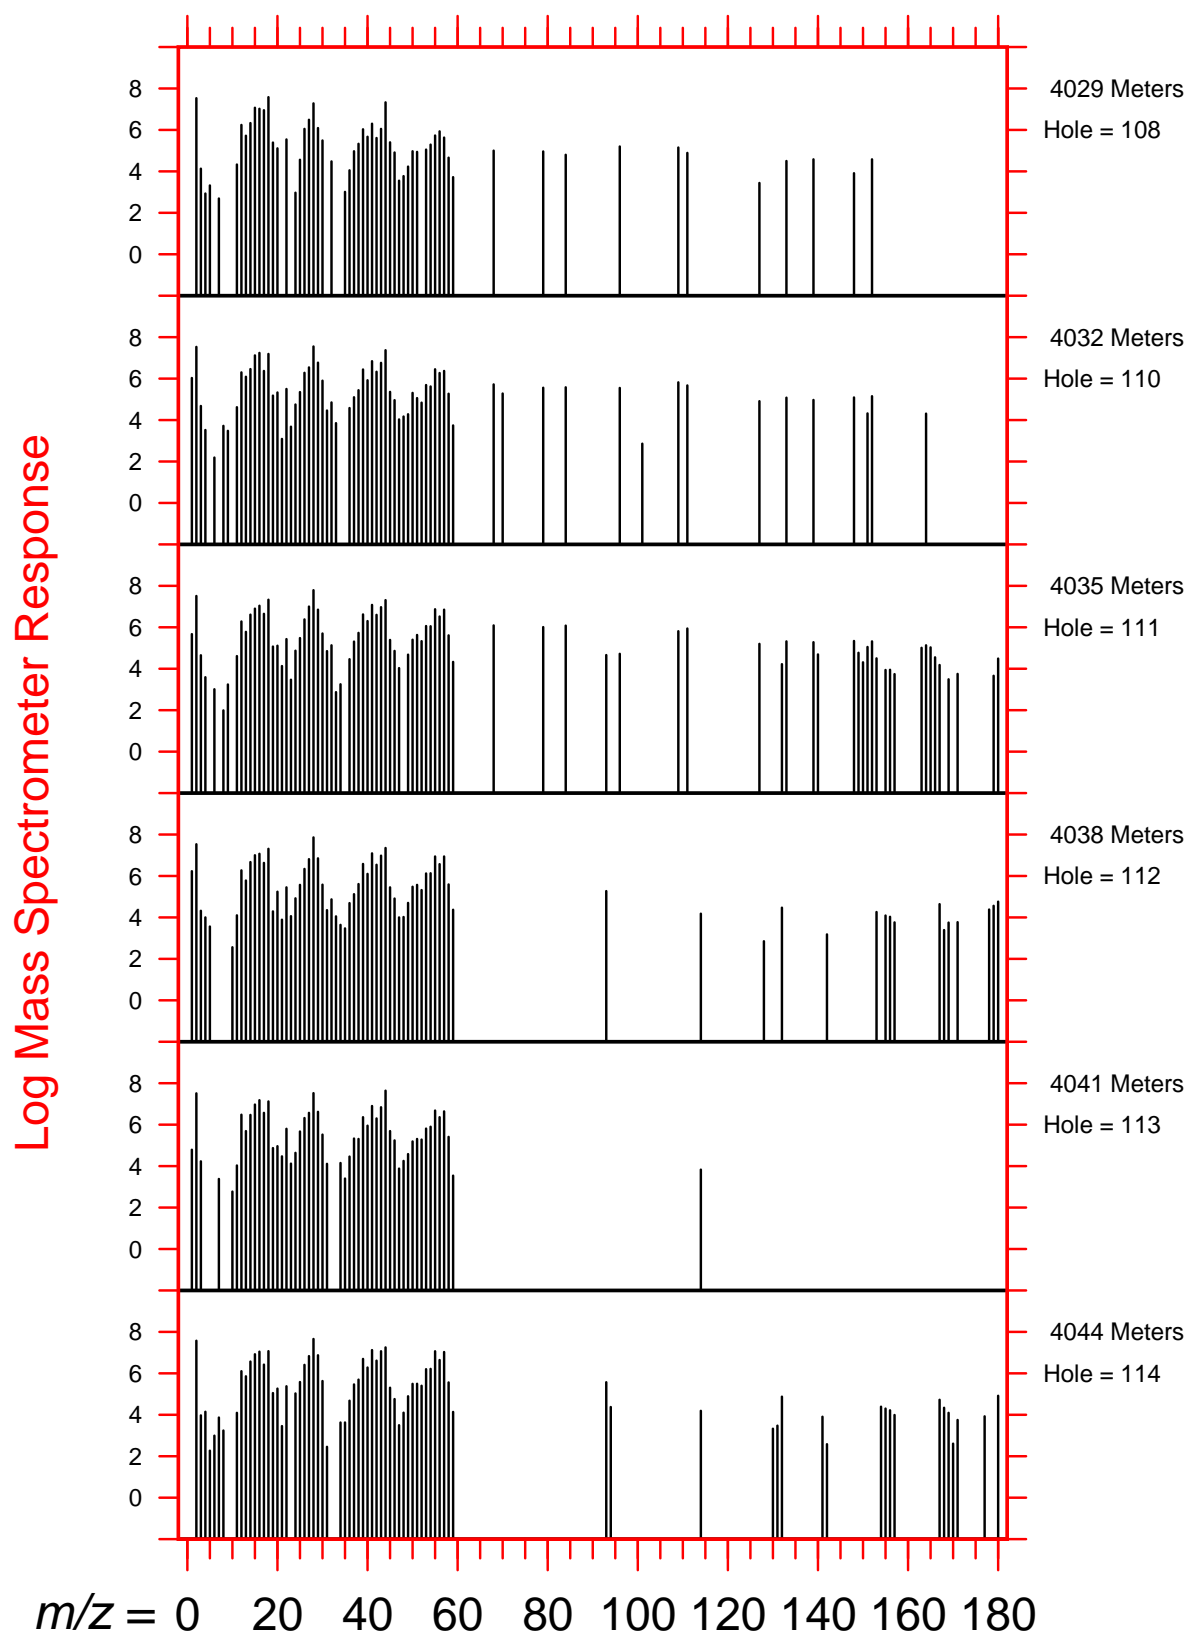 Log Mass Spectrometer Response
8
6
4
2
0
4029 Meters
Hole = 108
8
6
4
2
0
4032 Meters
Hole = 110
8
6
4
2
0
4035 Meters
Hole = 111
8
6
4
2
0
4038 Meters
Hole = 112
8
6
4
2
0
4041 Meters
Hole = 113
8
6
4
2
0
4044 Meters
Hole = 114
m/z = 0 20 40 60 80 100 120 140 160 180